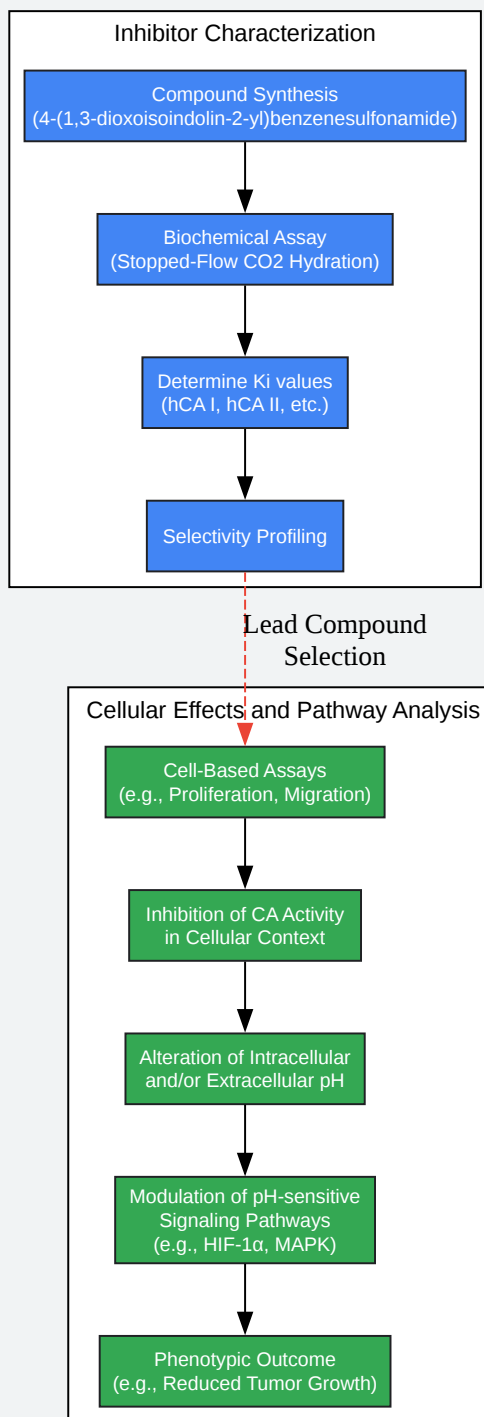 Inhibitor Characterization
Compound Synthesis
(4-(1,3-dioxoisoindolin-2-yl)benzenesulfonamide)
Biochemical Assay
(Stopped-Flow CO2 Hydration)
Determine Ki values
(hCA I, hCA II, etc.)
Selectivity Profiling
Lead Compound
Selection
Cellular Effects and Pathway Analysis
Cell-Based Assays
(e.g., Proliferation, Migration)
Inhibition of CA Activity
in Cellular Context
Alteration of Intracellular
and/or Extracellular pH
Modulation of pH-sensitive
Signaling Pathways
(e.g., HIF-1α, MAPK)
Phenotypic Outcome
(e.g., Reduced Tumor Growth)